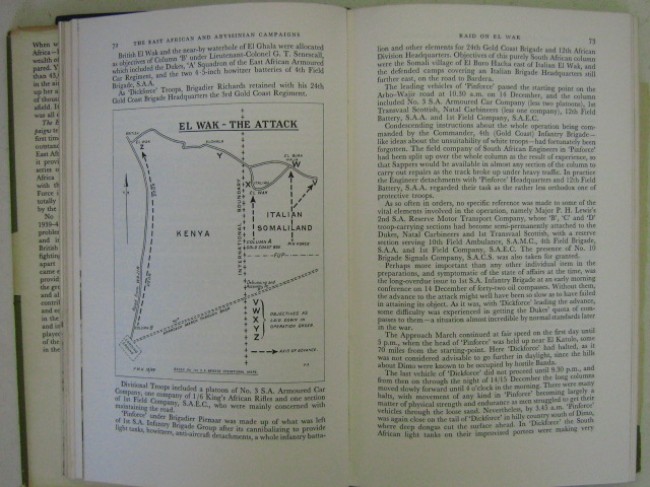 72 THE EAST AFRICAN AND ABYSSINIAN CAMPAIGNS
British El Wak and the near-by waterhole of El Ghala were allocated
as objectives of Column 'B' under Lieutenant-Colonel G. T. Senescall,
which included the Dukes, 'A' Squadron of the East African Armoured
Car Regiment, and the two 4·5-inch howitzer batteries of 4th Field
Battery, S.A.A.
As 'Dickforce' Troops, Brigadier Richards retained with his 24th
Gold Coast Brigade Headquarters the 3rd Gold Coast Regiment.
EL WAK - THE ATTACK
Z
Y
X
W
EL WAK
EL WAK
KENYA
INTERNATIONAL BOUNDARY
ITALIAN
SOMALILAND
COLUMN A
GOLD COAST BDE
PIN FORCE
V
W
X
Y
Z
OBJECTIVES AS
LAID DOWN IN
OPERATION ORDER
AXIS OF ADVANCE
Divisional Troops included a platoon of No. 3 S.A. Armoured Car
Company, one company of 1/6 King's African Rifles and one section
of 1st Field Company, S.A.E.C., who were mainly concerned with
maintaining the road.
'Pinforce' under Brigadier Pienaar was made up of what was left
of 1st S.A. Infantry Brigade Group after its cannibalizing to provide
light tanks, howitzers, anti-aircraft detachments, a whole infantry batta-
RAID ON EL WAK 73
lion and other elements for 24th Gold Coast Brigade and 12th African
Division Headquarters. Objectives of this purely South African column
were the Somali village of El Buro Hachi east of Italian El Wak, and
the defended camps covering an Italian Brigade Headquarters still
further east, on the road to Bardera.
The leading vehicles of 'Pinforce' passed the starting point on the
Arbo-Wajir road at 10.30 a.m. on 14 December, and the column
included No. 3 S.A. Armoured Car Company (less two platoons), 1st
Transvaal Scottish, Natal Carbineers (less one company), 12th Field
Battery, S.A.A. and 1st Field Company, S.A.E.C.
Condescending instructions about the whole operation being com-
manded by the Commander, 4th (Gold Coast) Infantry Brigade—
like ideas about the unsuitability of white troops—had fortunately been
forgotten. The field company of South African Engineers in 'Pinforce'
had been split up over the whole column as the result of experience, so
that Sappers would be available in almost any section of the column to
carry out repairs as the track broke up under heavy traffic. In practice
the Engineer detachments with 'Pinforce' Headquarters and 12th Field
Battery, S.A.A. regarded their task as the rather less orthodox one of
protective troops.
As so often in orders, no specific reference was made to some of the
vital elements involved in the operation, namely Major P. H. Lewis's
2nd S.A. Reserve Motor Transport Company, whose 'B', 'C' and 'D'
troop-carrying sections had become semi-permanently attached to the
Dukes, Natal Carbineers and 1st Transvaal Scottish, with a starter
section serving 10th Field Ambulance, S.A.M.C., 4th Field Brigade,
S.A.A. and 1st Field Company, S.A.E.C. The presence of No. 10
Brigade Signals Company, S.A.C.S. was also taken for granted.
Perhaps more important than any other individual item in the
preparations, and symptomatic of the state of affairs at the time, was
the long-overdue issue to 1st S.A. Infantry Brigade at an early morning
conference on 14 December of forty-two oil compasses. Without them,
the advance to the attack might well have been so slow as to have failed
in attaining its object. As it was, with 'Dickforce' leading the advance,
some difficulty was experienced in getting the Dukes' quota of com-
passes to them—a situation almost incredible by normal standards later
in the war.
The Approach March continued at fair speed on the first day until
5 p.m., when the head of 'Pinforce' was held up near El Katulo, some
70 miles from the starting-point. Here 'Dickforce' had halted, as it
was not considered advisable to go further in daylight, since the hills
about Dimo were known to be occupied by hostile Banda.
The last vehicle of 'Dickforce' did not proceed until 9.30 p.m., and
from then on through the night of 14/15 December the long columns
moved slowly forward until 4 o'clock in the morning. There were many
halts, with movement of any kind in 'Pinforce' becoming largely a
matter of physical strength and endurance as men struggled to get their
vehicles through the loose sand. Nevertheless, by 3.45 a.m. 'Pinforce'
was again close on the tail of 'Dickforce' in hilly country south of Dimo,
where deep dongas cut the surface ahead. In 'Dickforce' the South
African light tanks on their improvised porters were making very